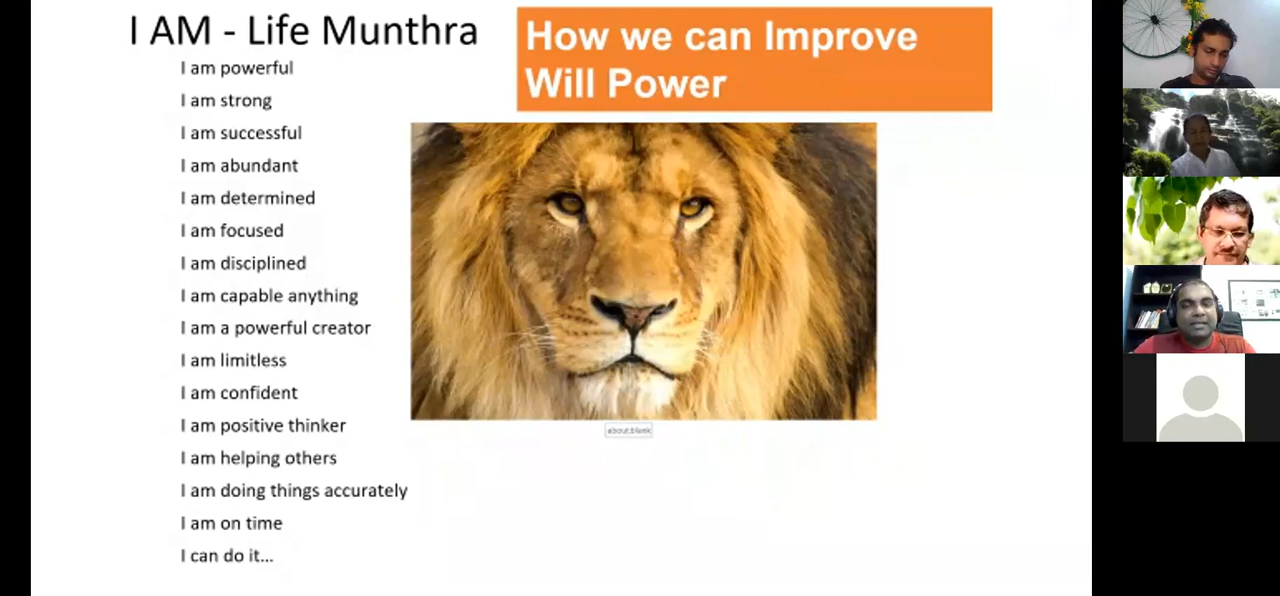 I AM - Life Munthra
I am powerful
I am strong
I am successful
I am abundant
I am determined
I am focused
I am disciplined
I am capable anything
I am a powerful creator
I am limitless
I am confident
I am positive thinker
I am helping others
I am doing things accurately
I am on time
I can do it...
How we can Improve
Will Power
about:blank